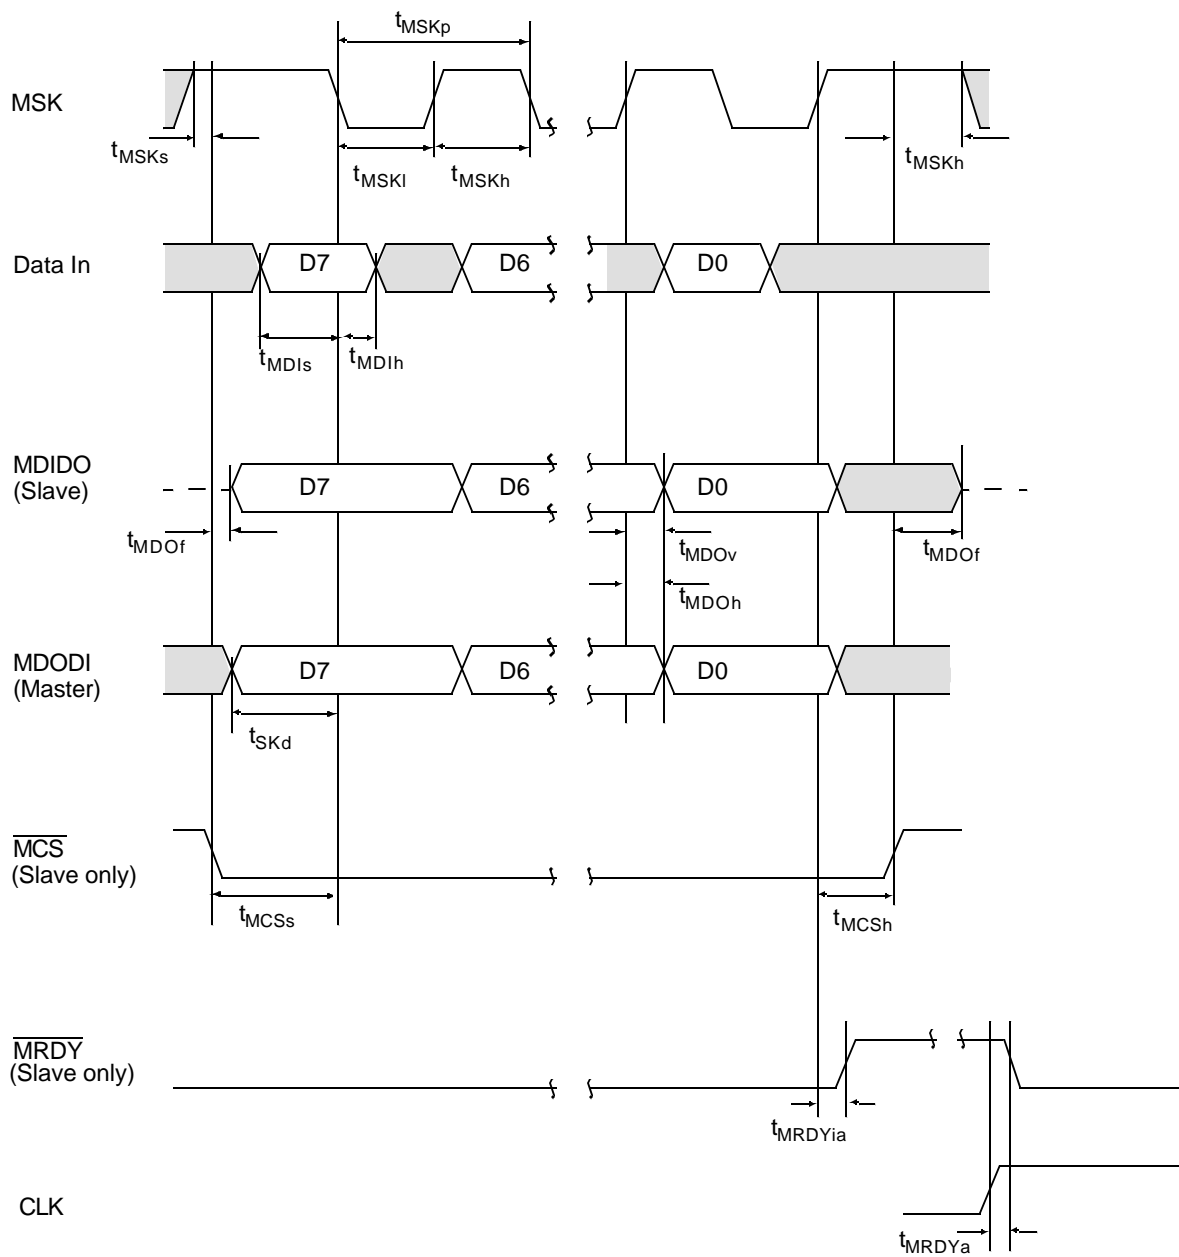 tMSKp
MSK
tMSKs
tMSKl
tMSKh
tMSKh
Data In
D7
D6
D0
tMDIs
tMDIh
MDIDO
(Slave)
D7
D6
D0
tMDOf
tMDOv
tMDOf
tMDOh
MDODI
(Master)
D7
D6
D0
tSKd
MCS
(Slave only)
tMCSs
tMCSh
MRDY
(Slave only)
tMRDYia
CLK
tMRDYa